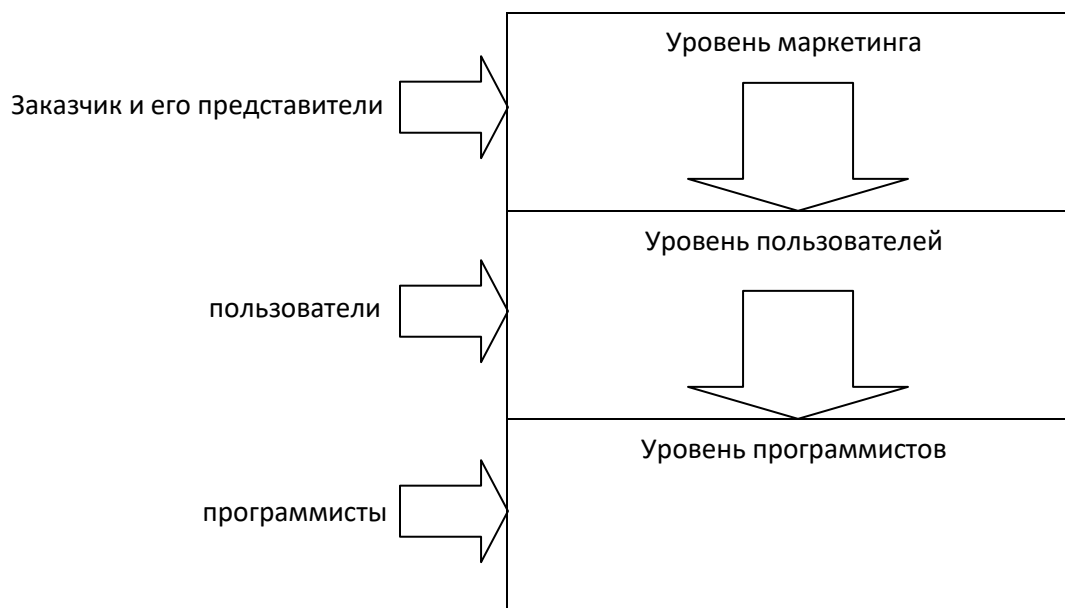 Уровень маркетинга
Заказчик и его представители
Уровень пользователей
пользователи
Уровень программистов
программисты